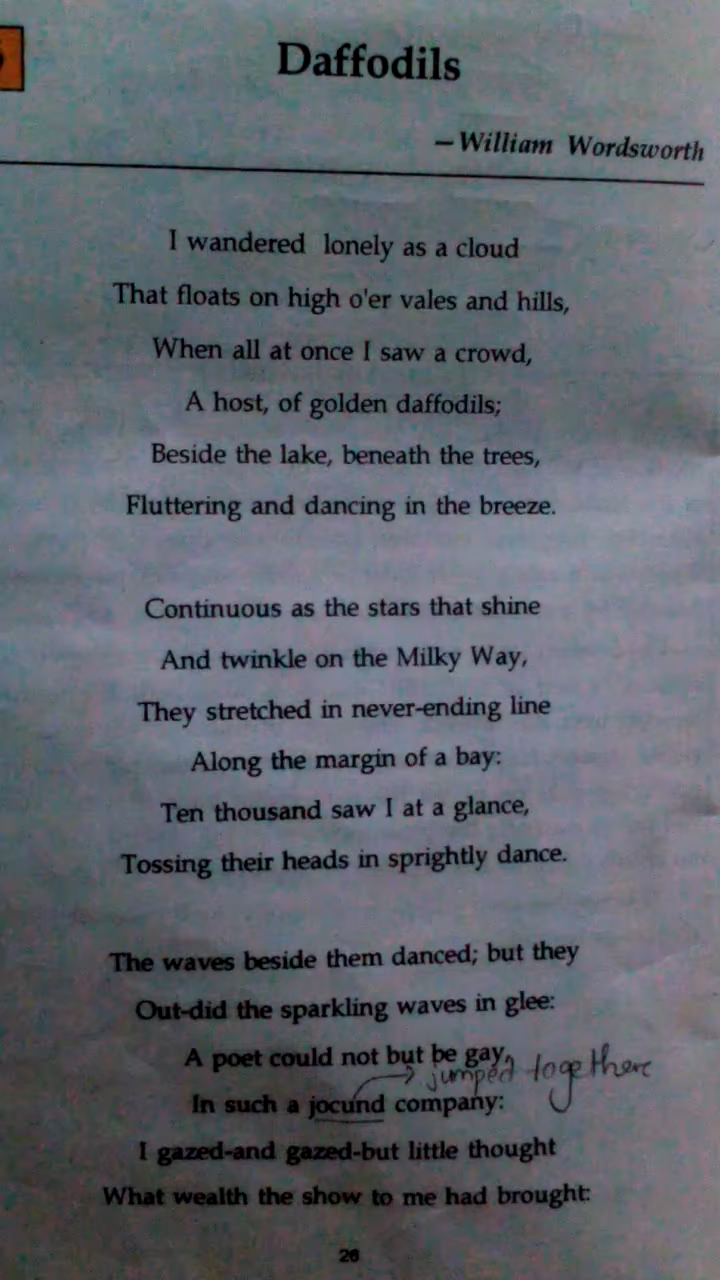 Daffodils
—William Wordsworth
I wandered lonely as a cloud
That floats on high o'er vales and hills,
When all at once I saw a crowd,
A host, of golden daffodils;
Beside the lake, beneath the trees,
Fluttering and dancing in the breeze.
Continuous as the stars that shine
And twinkle on the Milky Way,
They stretched in never-ending line
Along the margin of a bay:
Ten thousand saw I at a glance,
Tossing their heads in sprightly dance.
The waves beside them danced; but they
Out-did the sparkling waves in glee:
A poet could not but be gay,
jumped together
In such a jocund company:
I gazed-and gazed-but little thought
What wealth the show to me had brought:
26